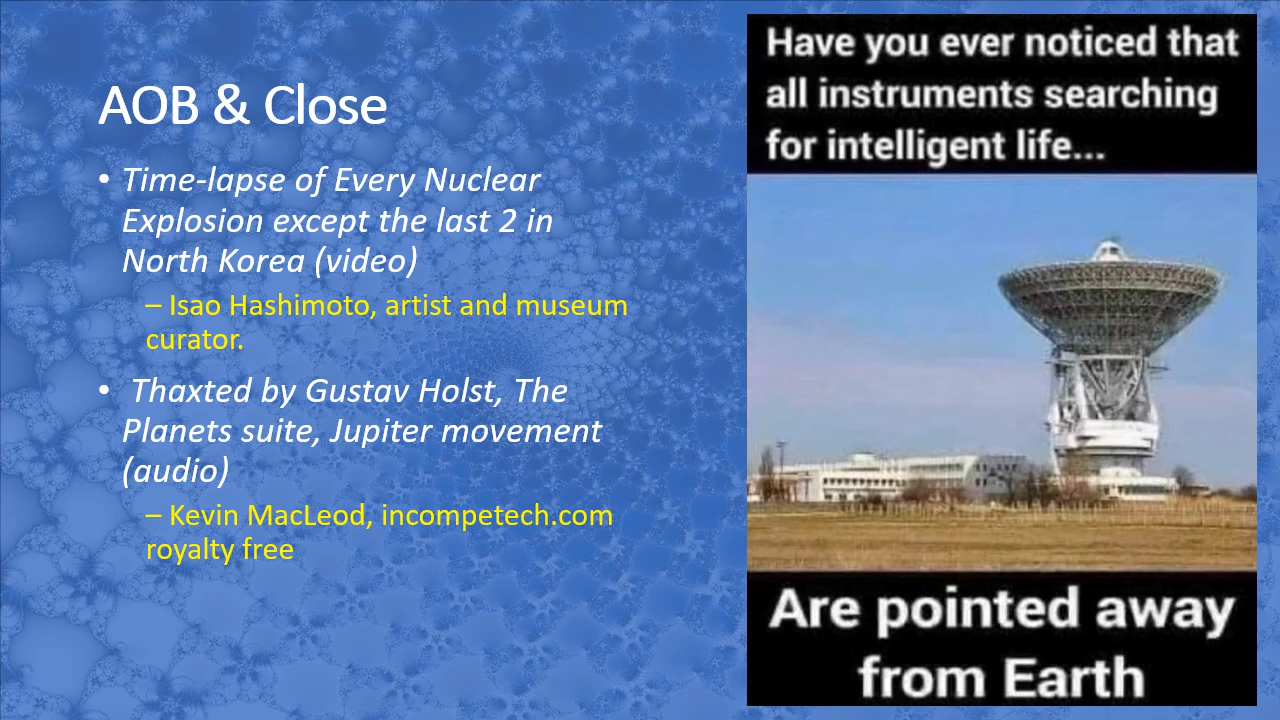 AOB & Close
• Time-lapse of Every Nuclear
Explosion except the last 2 in
North Korea (video)
– Isao Hashimoto, artist and museum
curator.
• Thaxted by Gustav Holst, The
Planets suite, Jupiter movement
(audio)
– Kevin MacLeod, incompetech.com
royalty free
Have you ever noticed that
all instruments searching
for intelligent life...
Are pointed away
from Earth